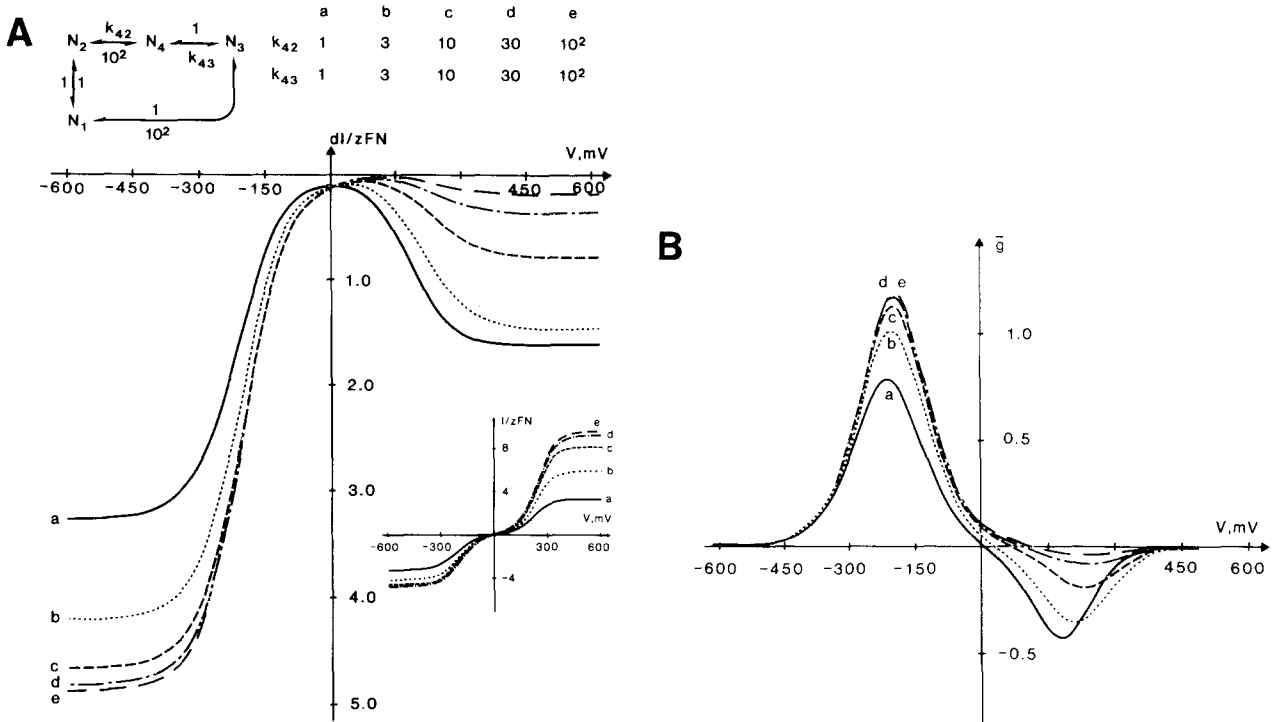 A
a b c d e
N₂ k₄₂ N₄ 1 N₃
10² k₄₃
k₄₂ 1 3 10 30 10²
k₄₃ 1 3 10 30 10²
1 1
N₁ 1
10²
dI/zFN
V,mV
-600 -450 -300 -150 450 600
1.0
2.0
3.0
4.0
5.0
a
b
c
d
e
I/zFN
8
4
-4
e
d
c
b
a
V,mV
-600 -300 300 600
B
g̅
d e
c
b
a
1.0
0.5
-0.5
V,mV
-600 -450 -300 -150 450 600